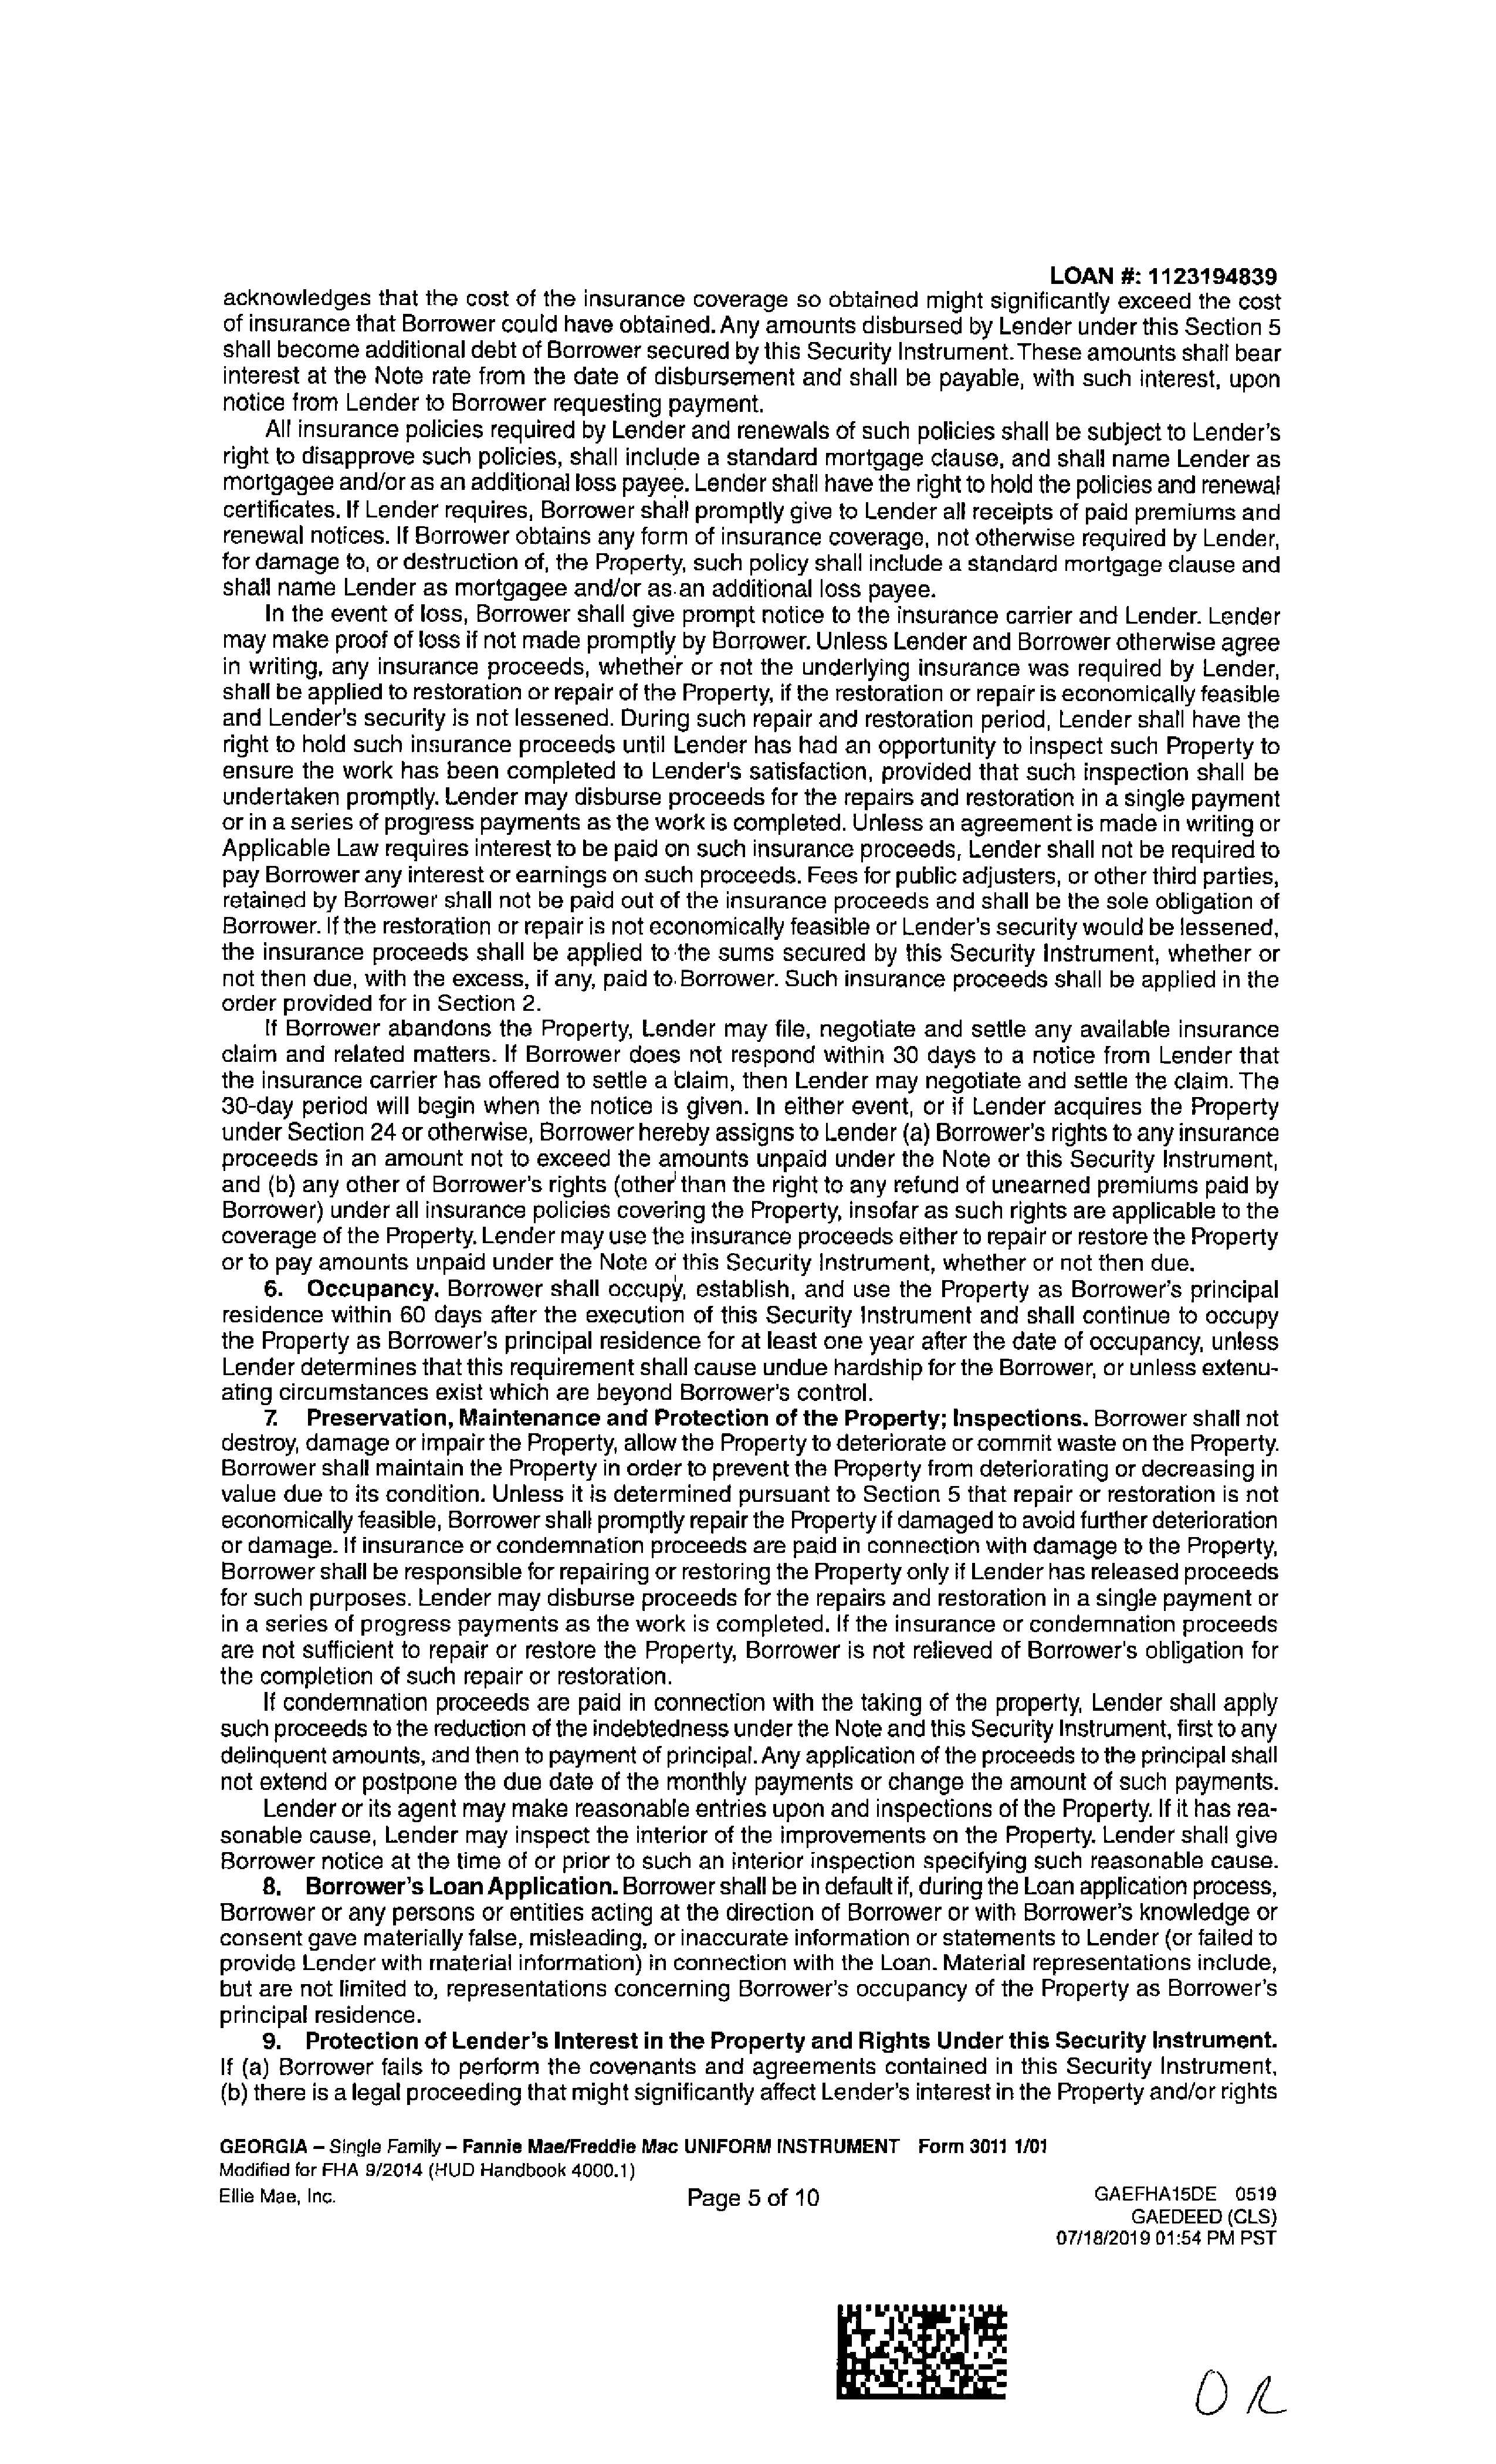 LOAN #: 1123194839
acknowledges that the cost of the insurance coverage so obtained might significantly exceed the cost
of insurance that Borrower could have obtained. Any amounts disbursed by Lender under this Section 5
shall become additional debt of Borrower secured by this Security Instrument. These amounts shall bear
interest at the Note rate from the date of disbursement and shall be payable, with such interest, upon
notice from Lender to Borrower requesting payment.
All insurance policies required by Lender and renewals of such policies shall be subject to Lender's
right to disapprove such policies, shall include a standard mortgage clause, and shall name Lender as
mortgagee and/or as an additional loss payee. Lender shall have the right to hold the policies and renewal
certificates. If Lender requires, Borrower shall promptly give to Lender all receipts of paid premiums and
renewal notices. If Borrower obtains any form of insurance coverage, not otherwise required by Lender,
for damage to, or destruction of, the Property, such policy shall include a standard mortgage clause and
shall name Lender as mortgagee and/or as an additional loss payee.
In the event of loss, Borrower shall give prompt notice to the insurance carrier and Lender. Lender
may make proof of loss if not made promptly by Borrower. Unless Lender and Borrower otherwise agree
in writing, any insurance proceeds, whether or not the underlying insurance was required by Lender,
shall be applied to restoration or repair of the Property, if the restoration or repair is economically feasible
and Lender's security is not lessened. During such repair and restoration period, Lender shall have the
right to hold such insurance proceeds until Lender has had an opportunity to inspect such Property to
ensure the work has been completed to Lender's satisfaction, provided that such inspection shall be
undertaken promptly. Lender may disburse proceeds for the repairs and restoration in a single payment
or in a series of progress payments as the work is completed. Unless an agreement is made in writing or
Applicable Law requires interest to be paid on such insurance proceeds, Lender shall not be required to
pay Borrower any interest or earnings on such proceeds. Fees for public adjusters, or other third parties,
retained by Borrower shall not be paid out of the insurance proceeds and shall be the sole obligation of
Borrower. If the restoration or repair is not economically feasible or Lender's security would be lessened,
the insurance proceeds shall be applied to the sums secured by this Security Instrument, whether or
not then due, with the excess, if any, paid to Borrower. Such insurance proceeds shall be applied in the
order provided for in Section 2.
If Borrower abandons the Property, Lender may file, negotiate and settle any available insurance
claim and related matters. If Borrower does not respond within 30 days to a notice from Lender that
the insurance carrier has offered to settle a claim, then Lender may negotiate and settle the claim. The
30-day period will begin when the notice is given. In either event, or if Lender acquires the Property
under Section 24 or otherwise, Borrower hereby assigns to Lender (a) Borrower's rights to any insurance
proceeds in an amount not to exceed the amounts unpaid under the Note or this Security Instrument,
and (b) any other of Borrower's rights (other than the right to any refund of unearned premiums paid by
Borrower) under all insurance policies covering the Property, insofar as such rights are applicable to the
coverage of the Property. Lender may use the insurance proceeds either to repair or restore the Property
or to pay amounts unpaid under the Note or this Security Instrument, whether or not then due.
6. Occupancy. Borrower shall occupy, establish, and use the Property as Borrower's principal
residence within 60 days after the execution of this Security Instrument and shall continue to occupy
the Property as Borrower's principal residence for at least one year after the date of occupancy, unless
Lender determines that this requirement shall cause undue hardship for the Borrower, or unless extenu-
ating circumstances exist which are beyond Borrower's control.
7. Preservation, Maintenance and Protection of the Property; Inspections. Borrower shall not
destroy, damage or impair the Property, allow the Property to deteriorate or commit waste on the Property.
Borrower shall maintain the Property in order to prevent the Property from deteriorating or decreasing in
value due to its condition. Unless it is determined pursuant to Section 5 that repair or restoration is not
economically feasible, Borrower shall promptly repair the Property if damaged to avoid further deterioration
or damage. If insurance or condemnation proceeds are paid in connection with damage to the Property,
Borrower shall be responsible for repairing or restoring the Property only if Lender has released proceeds
for such purposes. Lender may disburse proceeds for the repairs and restoration in a single payment or
in a series of progress payments as the work is completed. If the insurance or condemnation proceeds
are not sufficient to repair or restore the Property, Borrower is not relieved of Borrower's obligation for
the completion of such repair or restoration.
If condemnation proceeds are paid in connection with the taking of the property, Lender shall apply
such proceeds to the reduction of the indebtedness under the Note and this Security Instrument, first to any
delinquent amounts, and then to payment of principal. Any application of the proceeds to the principal shall
not extend or postpone the due date of the monthly payments or change the amount of such payments.
Lender or its agent may make reasonable entries upon and inspections of the Property. If it has rea-
sonable cause, Lender may inspect the interior of the improvements on the Property. Lender shall give
Borrower notice at the time of or prior to such an interior inspection specifying such reasonable cause.
8. Borrower's Loan Application. Borrower shall be in default if, during the Loan application process,
Borrower or any persons or entities acting at the direction of Borrower or with Borrower's knowledge or
consent gave materially false, misleading, or inaccurate information or statements to Lender (or failed to
provide Lender with material information) in connection with the Loan. Material representations include,
but are not limited to, representations concerning Borrower's occupancy of the Property as Borrower's
principal residence.
9. Protection of Lender's Interest in the Property and Rights Under this Security Instrument.
If (a) Borrower fails to perform the covenants and agreements contained in this Security Instrument,
(b) there is a legal proceeding that might significantly affect Lender's interest in the Property and/or rights
GEORGIA – Single Family – Fannie Mae/Freddie Mac UNIFORM INSTRUMENT Form 3011 1/01
Modified for FHA 9/2014 (HUD Handbook 4000.1)
Ellie Mae, Inc. Page 5 of 10 GAEFHA15DE 0519
GAEDEED (CLS)
07/18/2019 01:54 PM PST
OR